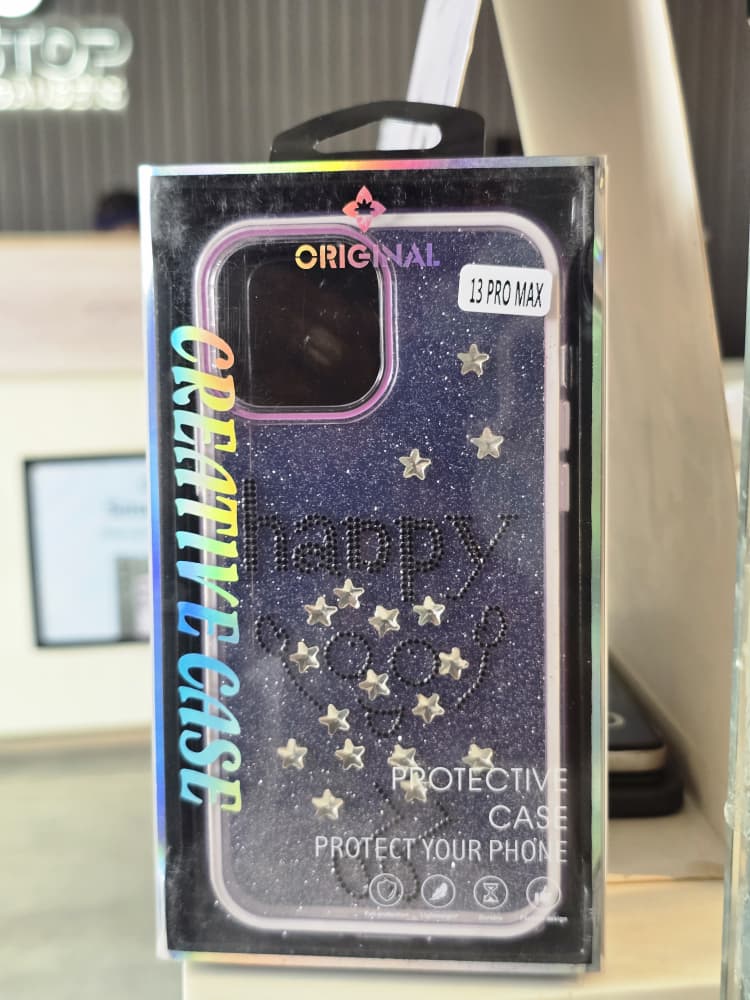 STOP
ORIGINAL
13 PRO MAX
CREATIVE CASE
happy
PROTECTIVE
CASE
PROTECT YOUR PHONE